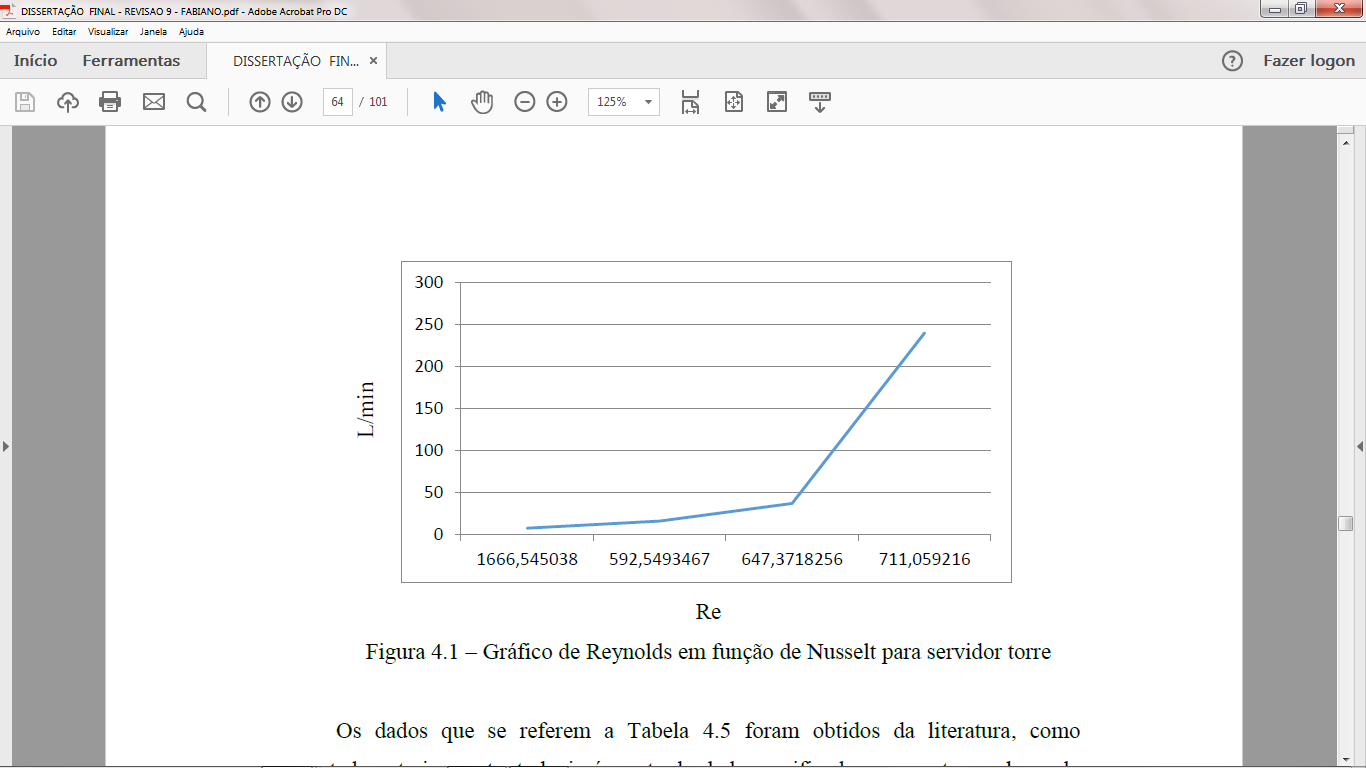 DISSERTAÇÃO FINAL - REVISAO 9 - FABIANO.pdf - Adobe Acrobat Pro DC
Arquivo Editar Visualizar Janela Ajuda
Início Ferramentas DISSERTAÇÃO FIN... × Fazer logon
64 / 101 125%
300
250
200
150
100
50
0
L/min
1666,545038 592,5493467 647,3718256 711,059216
Re
Figura 4.1 – Gráfico de Reynolds em função de Nusselt para servidor torre
Os dados que se referem a Tabela 4.5 foram obtidos da literatura, como